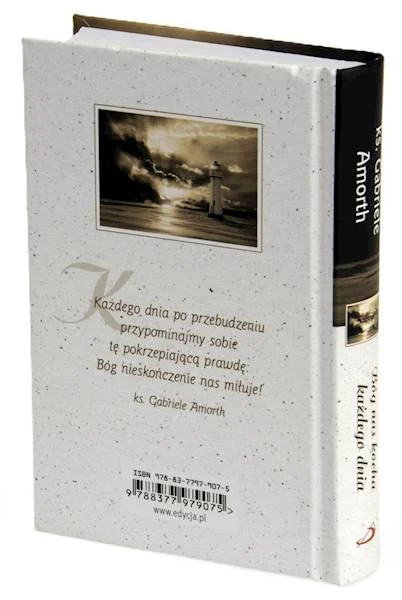 K
Każdego dnia po przebudzeniu
przypominajmy sobie
tę pokrzepiającą prawdę:
Bóg nieskończenie nas miłuje!
ks. Gabriele Amorth
ISBN 978-83-7797-907-5
9 788377 979075
www.edycja.pl
ks. Gabriele
Amorth
Bóg nas kocha
każdego dnia